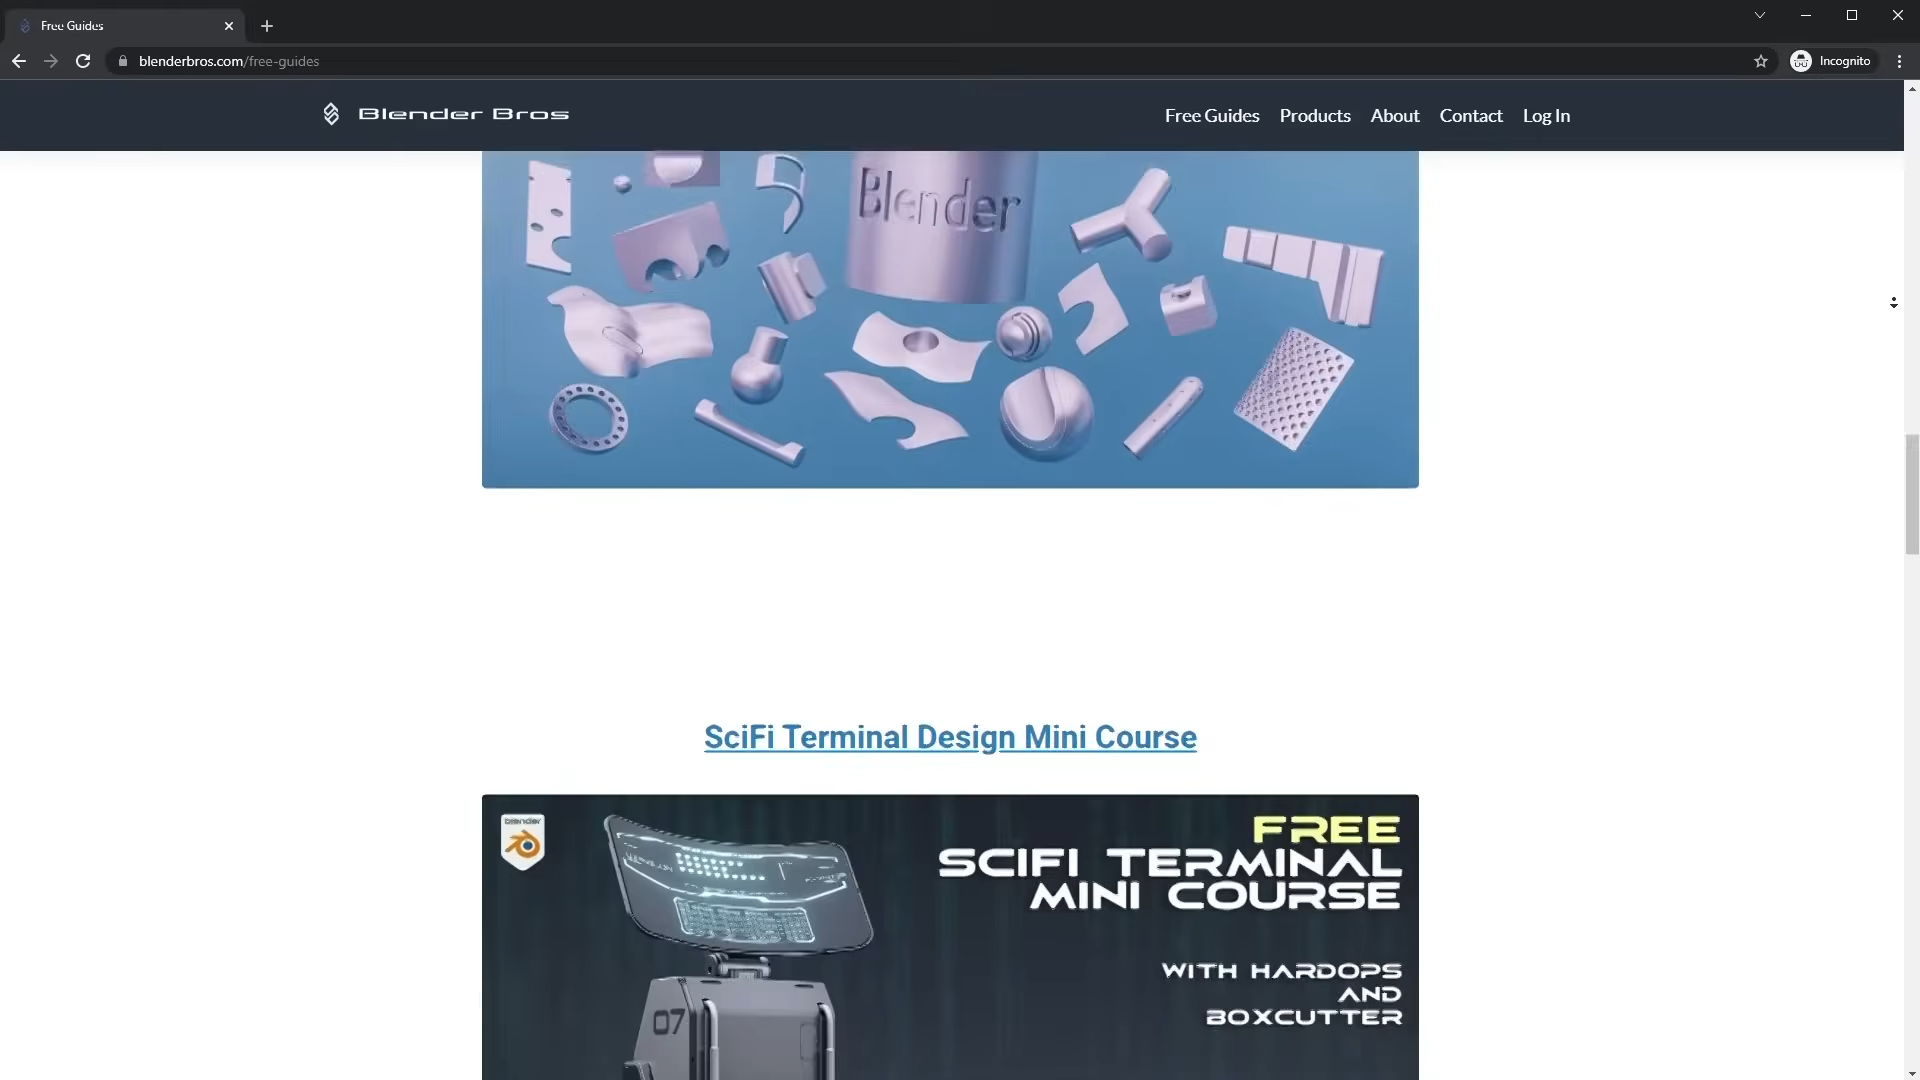 Free Guides
blenderbros.com/free-guides
Incognito
Blender Bros
Free Guides
Products
About
Contact
Log In
Blender
SciFi Terminal Design Mini Course
blender
FREE
SCIFI TERMINAL
MINI COURSE
WITH HARDOPS
AND
BOXCUTTER
07